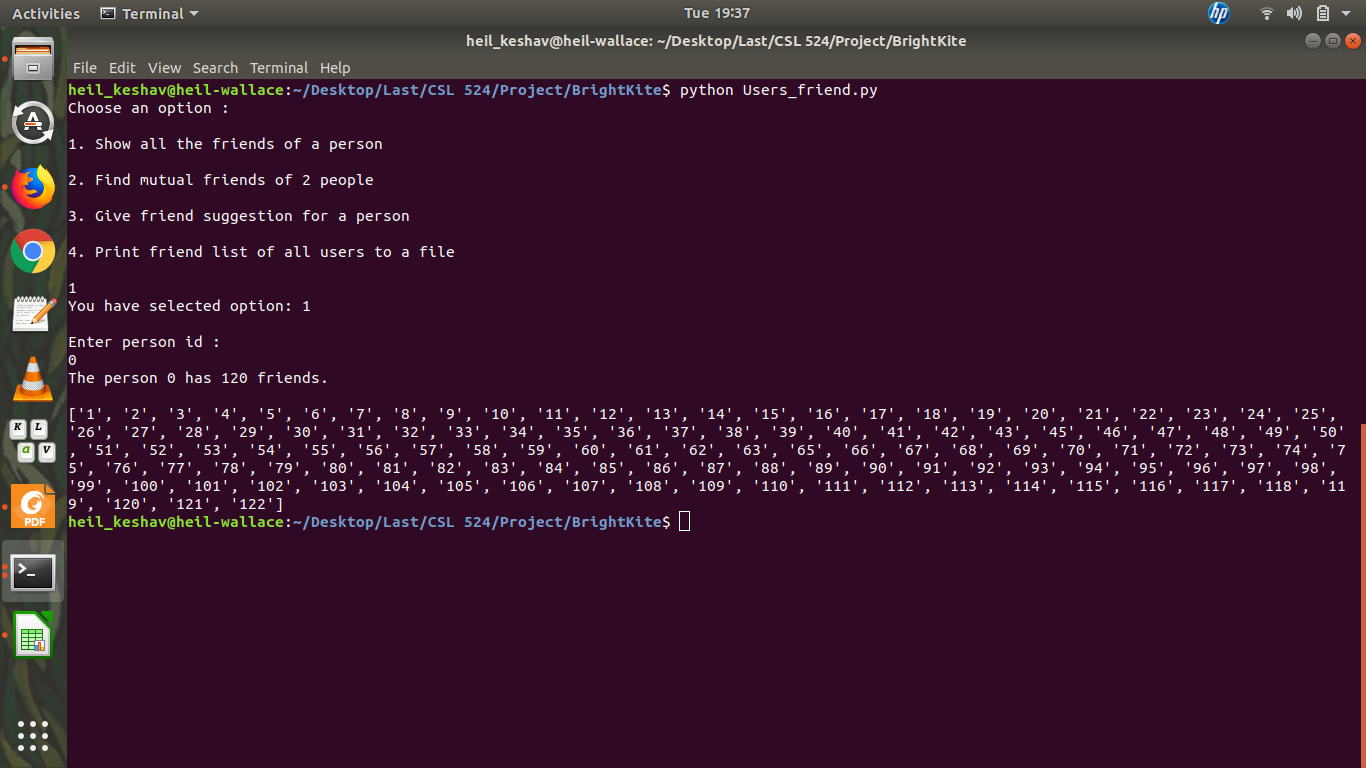 Activities Terminal Tue 19:37 hp
heil_keshav@heil-wallace: ~/Desktop/Last/CSL 524/Project/BrightKite
File Edit View Search Terminal Help
heil_keshav@heil-wallace:~/Desktop/Last/CSL 524/Project/BrightKite$ python Users_friend.py
Choose an option :
1. Show all the friends of a person
2. Find mutual friends of 2 people
3. Give friend suggestion for a person
4. Print friend list of all users to a file
1
You have selected option: 1
Enter person id :
0
The person 0 has 120 friends.
['1', '2', '3', '4', '5', '6', '7', '8', '9', '10', '11', '12', '13', '14', '15', '16', '17', '18', '19', '20', '21', '22', '23', '24', '25',
'26', '27', '28', '29', '30', '31', '32', '33', '34', '35', '36', '37', '38', '39', '40', '41', '42', '43', '45', '46', '47', '48', '49', '50'
, '51', '52', '53', '54', '55', '56', '57', '58', '59', '60', '61', '62', '63', '65', '66', '67', '68', '69', '70', '71', '72', '73', '74', '7
5', '76', '77', '78', '79', '80', '81', '82', '83', '84', '85', '86', '87', '88', '89', '90', '91', '92', '93', '94', '95', '96', '97', '98',
'99', '100', '101', '102', '103', '104', '105', '106', '107', '108', '109', '110', '111', '112', '113', '114', '115', '116', '117', '118', '11
9', '120', '121', '122']
heil_keshav@heil-wallace:~/Desktop/Last/CSL 524/Project/BrightKite$
K L
a V
PDF
>_